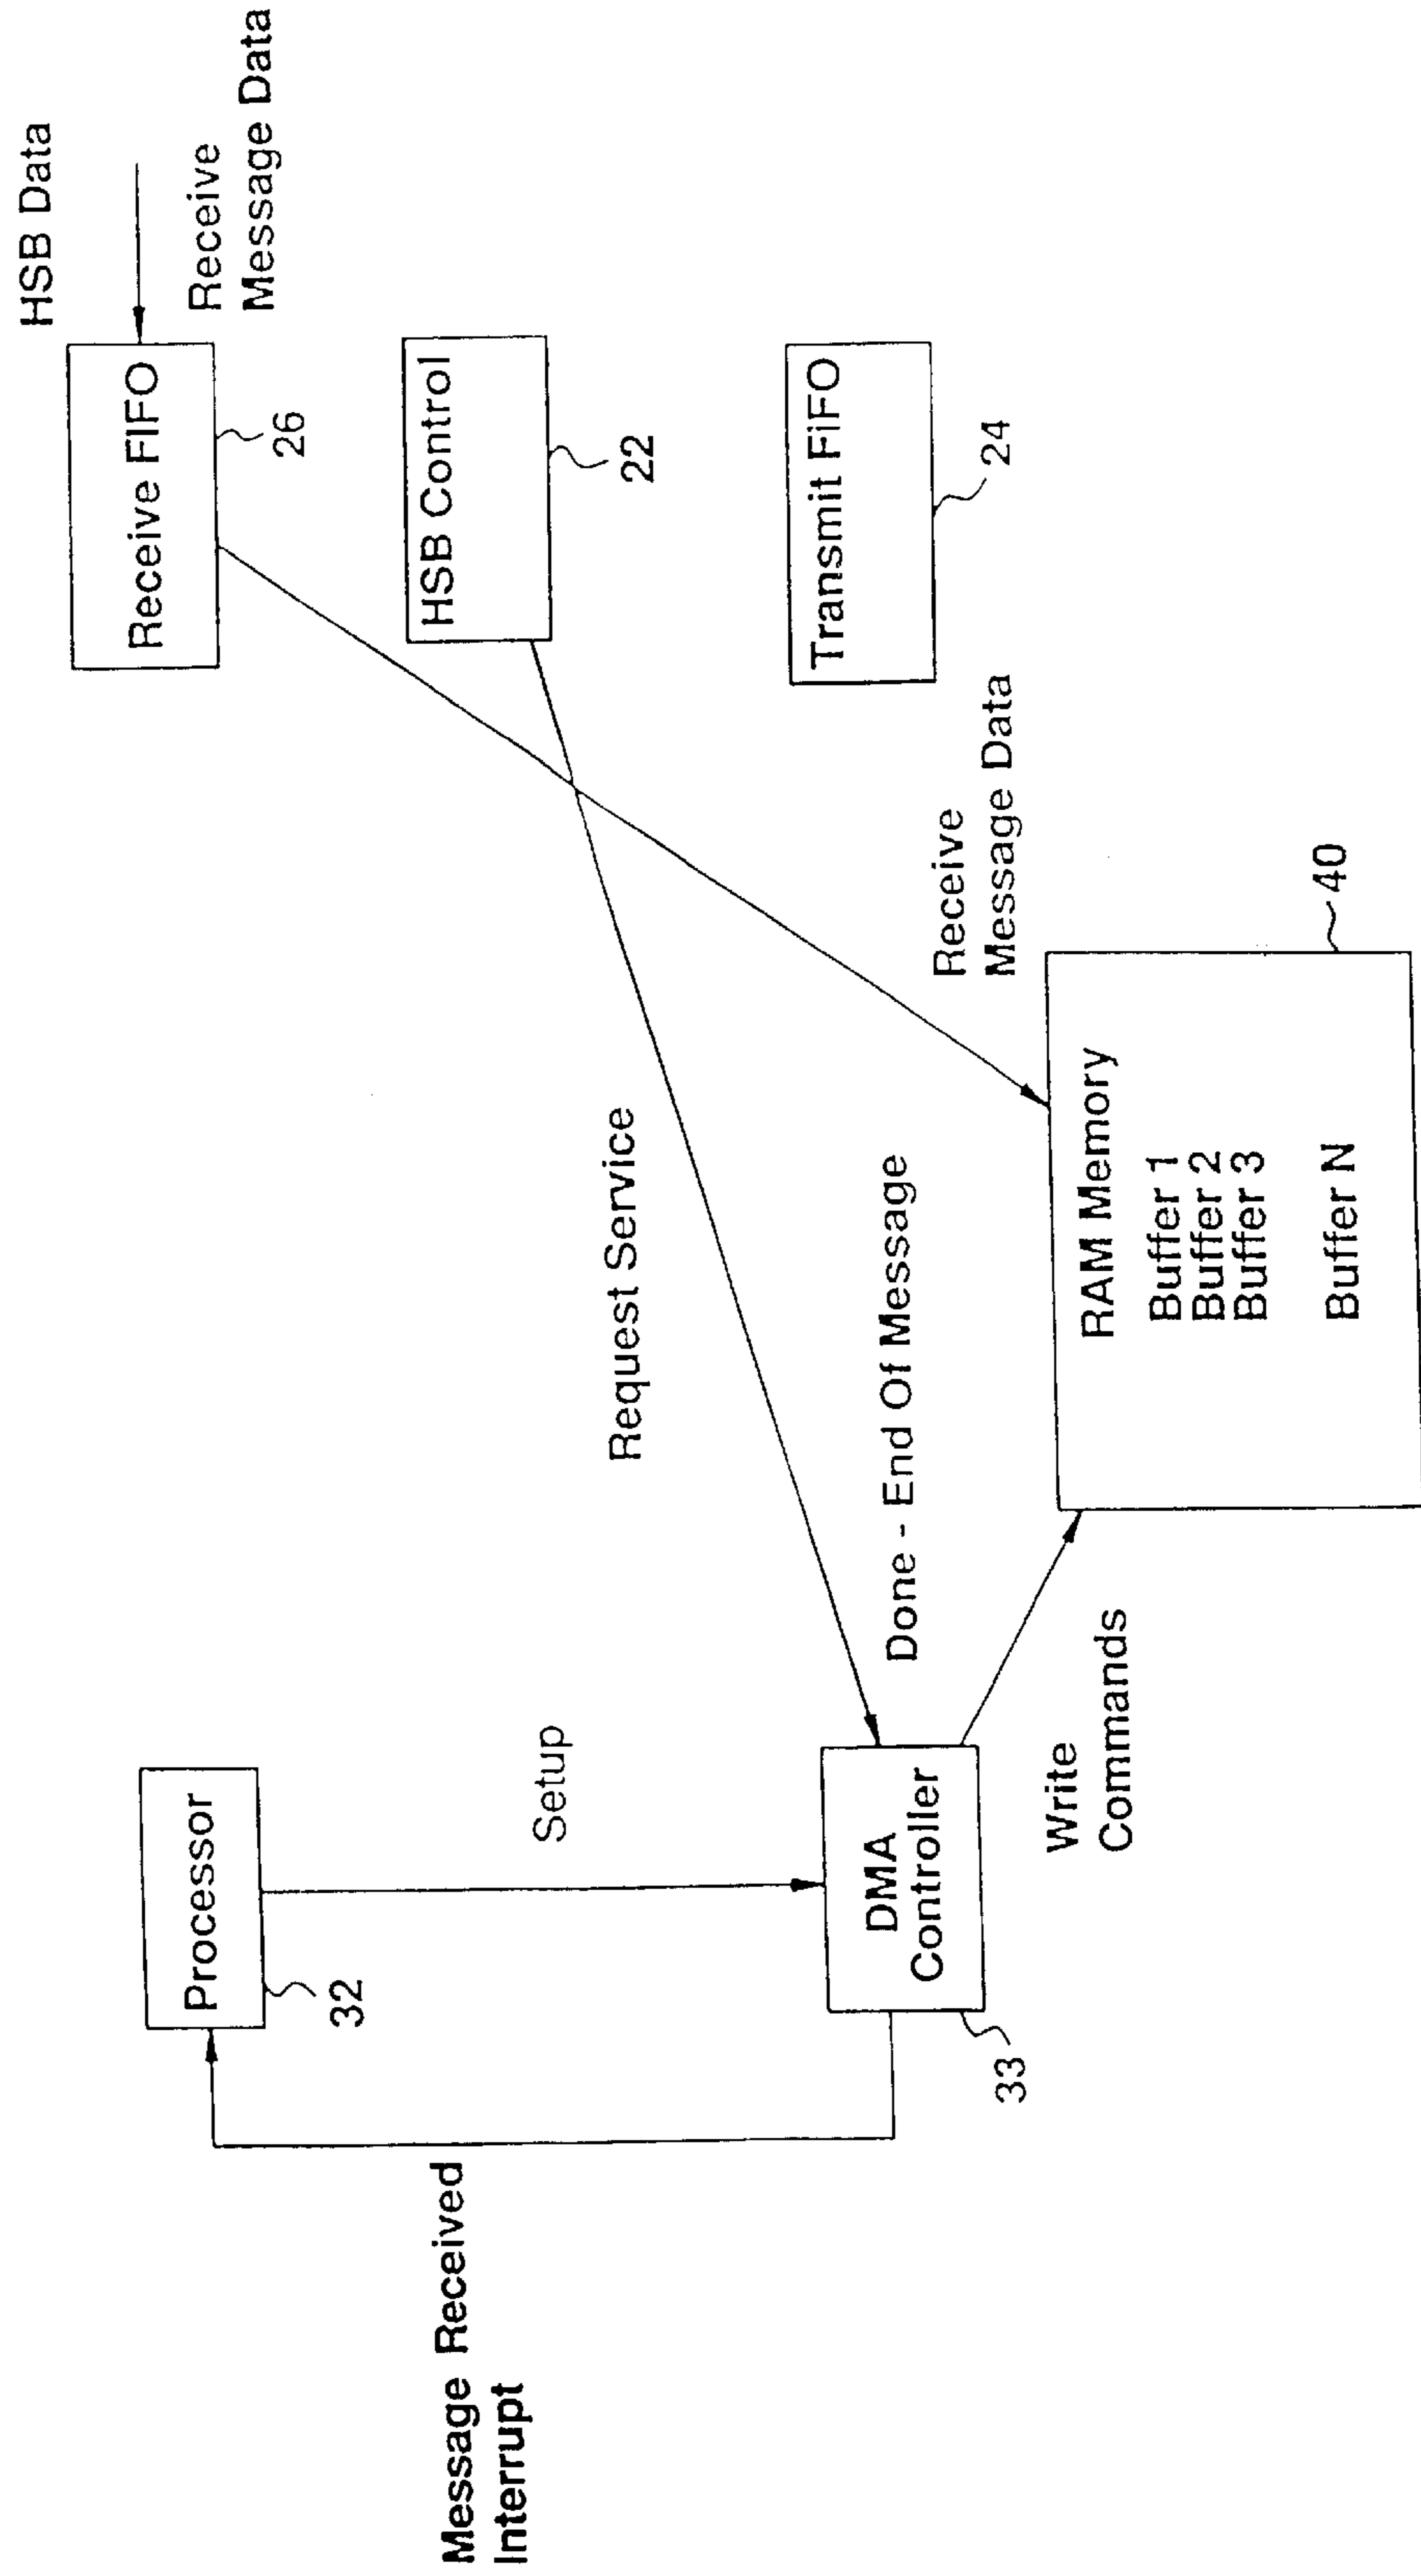 HSB Data
Receive
Message Data
Receive FIFO
26
HSB Control
22
Transmit FiFO
24
Processor
32
Message Received
Interrupt
Setup
Request Service
Done - End Of Message
DMA
Controller
33
Write
Commands
Receive
Message Data
RAM Memory
Buffer 1
Buffer 2
Buffer 3
Buffer N
40